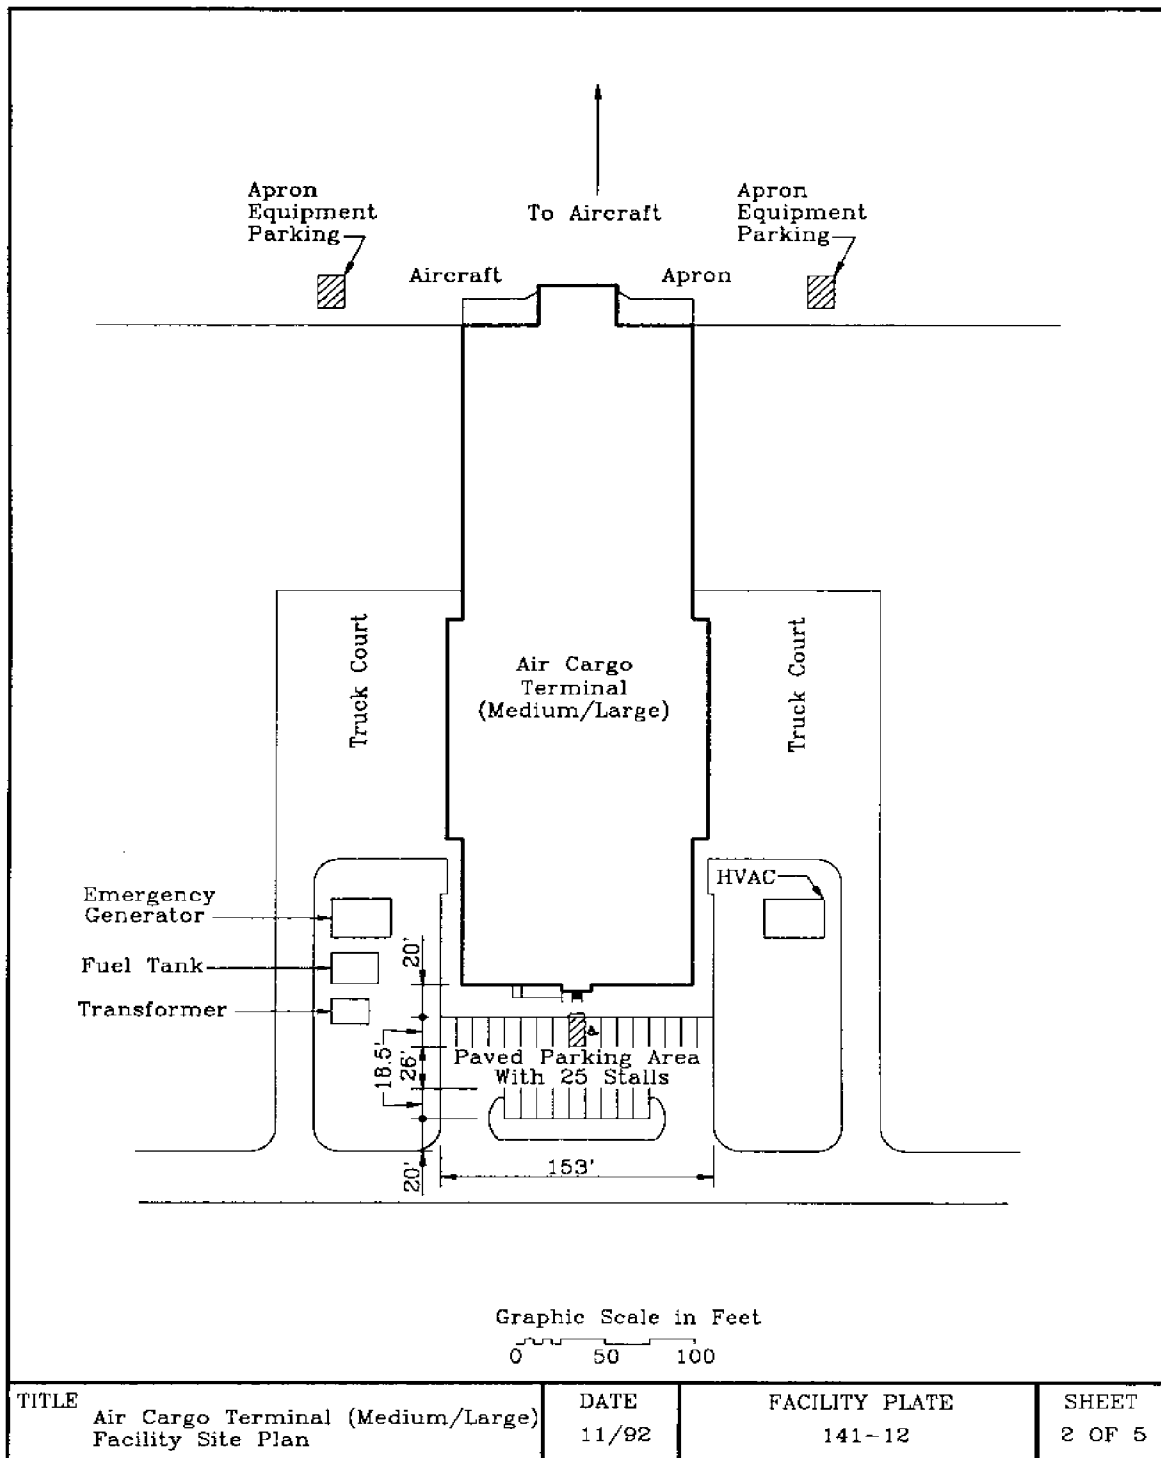 Apron
Equipment
Parking
To Aircraft
Apron
Equipment
Parking
Aircraft
Apron
Truck Court
Air Cargo
Terminal
(Medium/Large)
Truck Court
HVAC
Emergency
Generator
Fuel Tank
Transformer
20'
18.5'
26'
Paved Parking Area
With 25 Stalls
20'
153'
Graphic Scale in Feet
0 50 100
TITLE
Air Cargo Terminal (Medium/Large)
Facility Site Plan
DATE
11/92
FACILITY PLATE
141-12
SHEET
2 OF 5